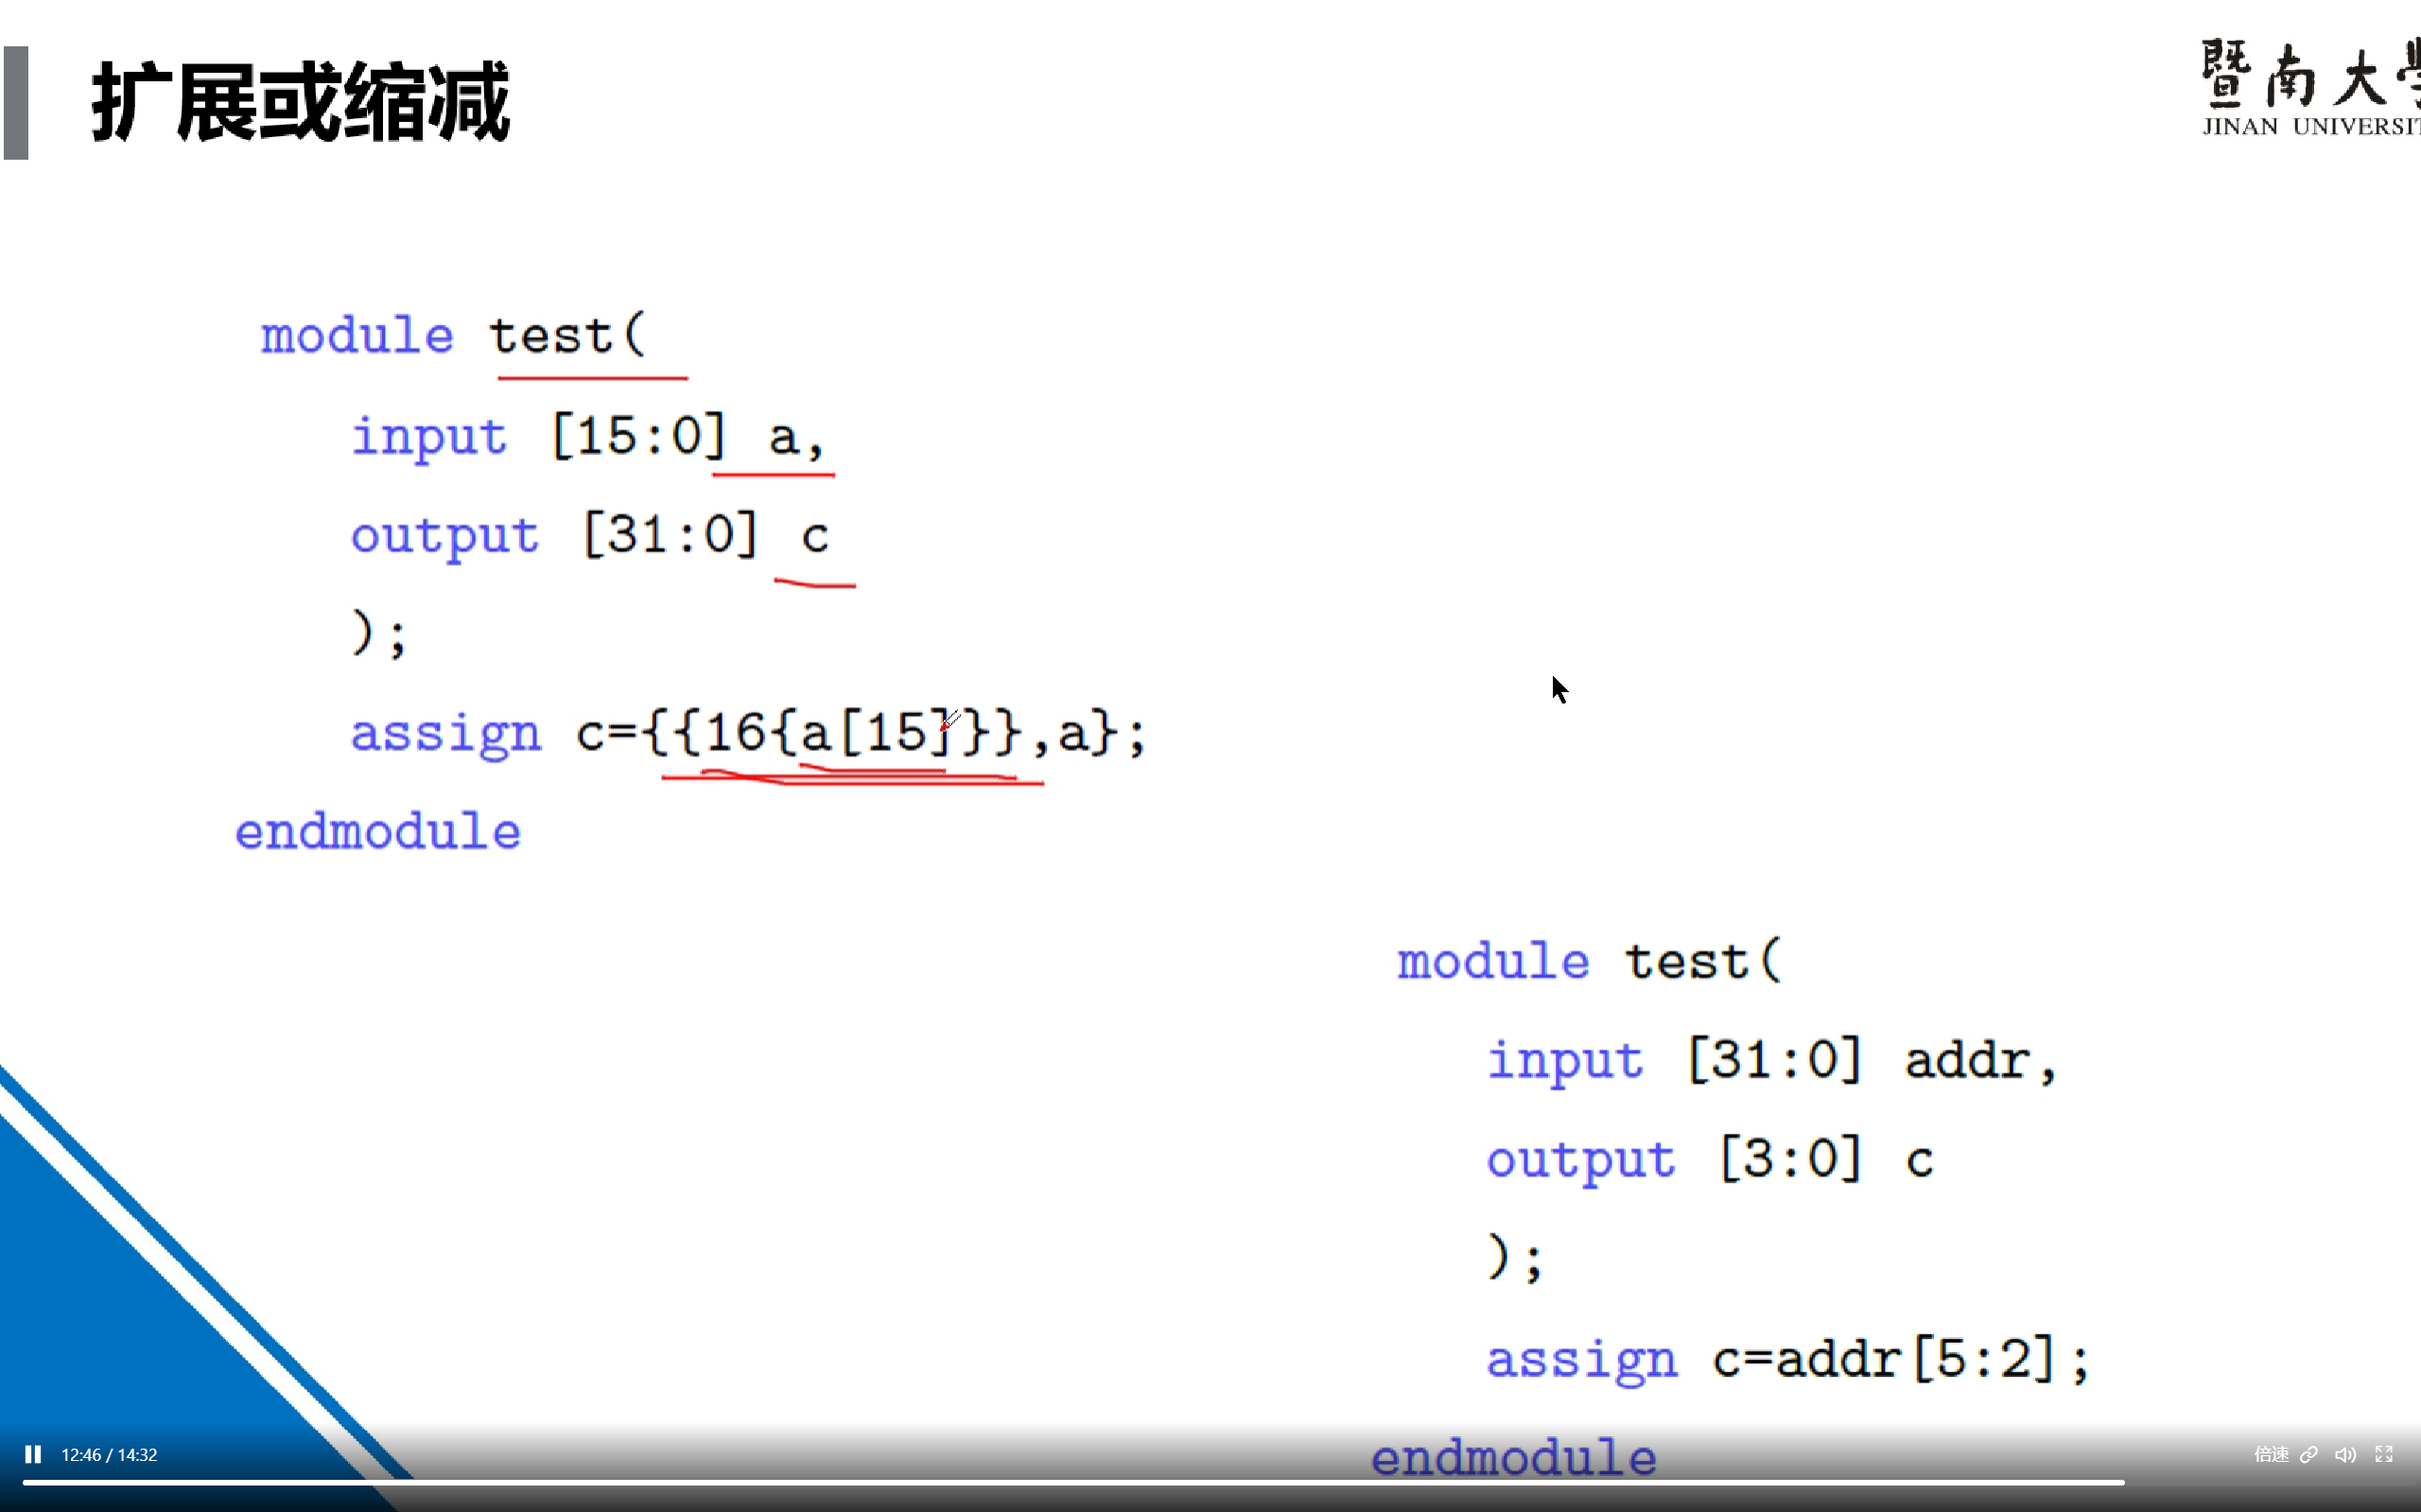 扩展或缩减
暨南大學
JINAN UNIVERSIT
module test(
input [15:0] a,
output [31:0] c
);
assign c={{16{a[15]}},a};
endmodule
module test(
input [31:0] addr,
output [3:0] c
);
assign c=addr[5:2];
endmodule
12:46 / 14:32
倍速